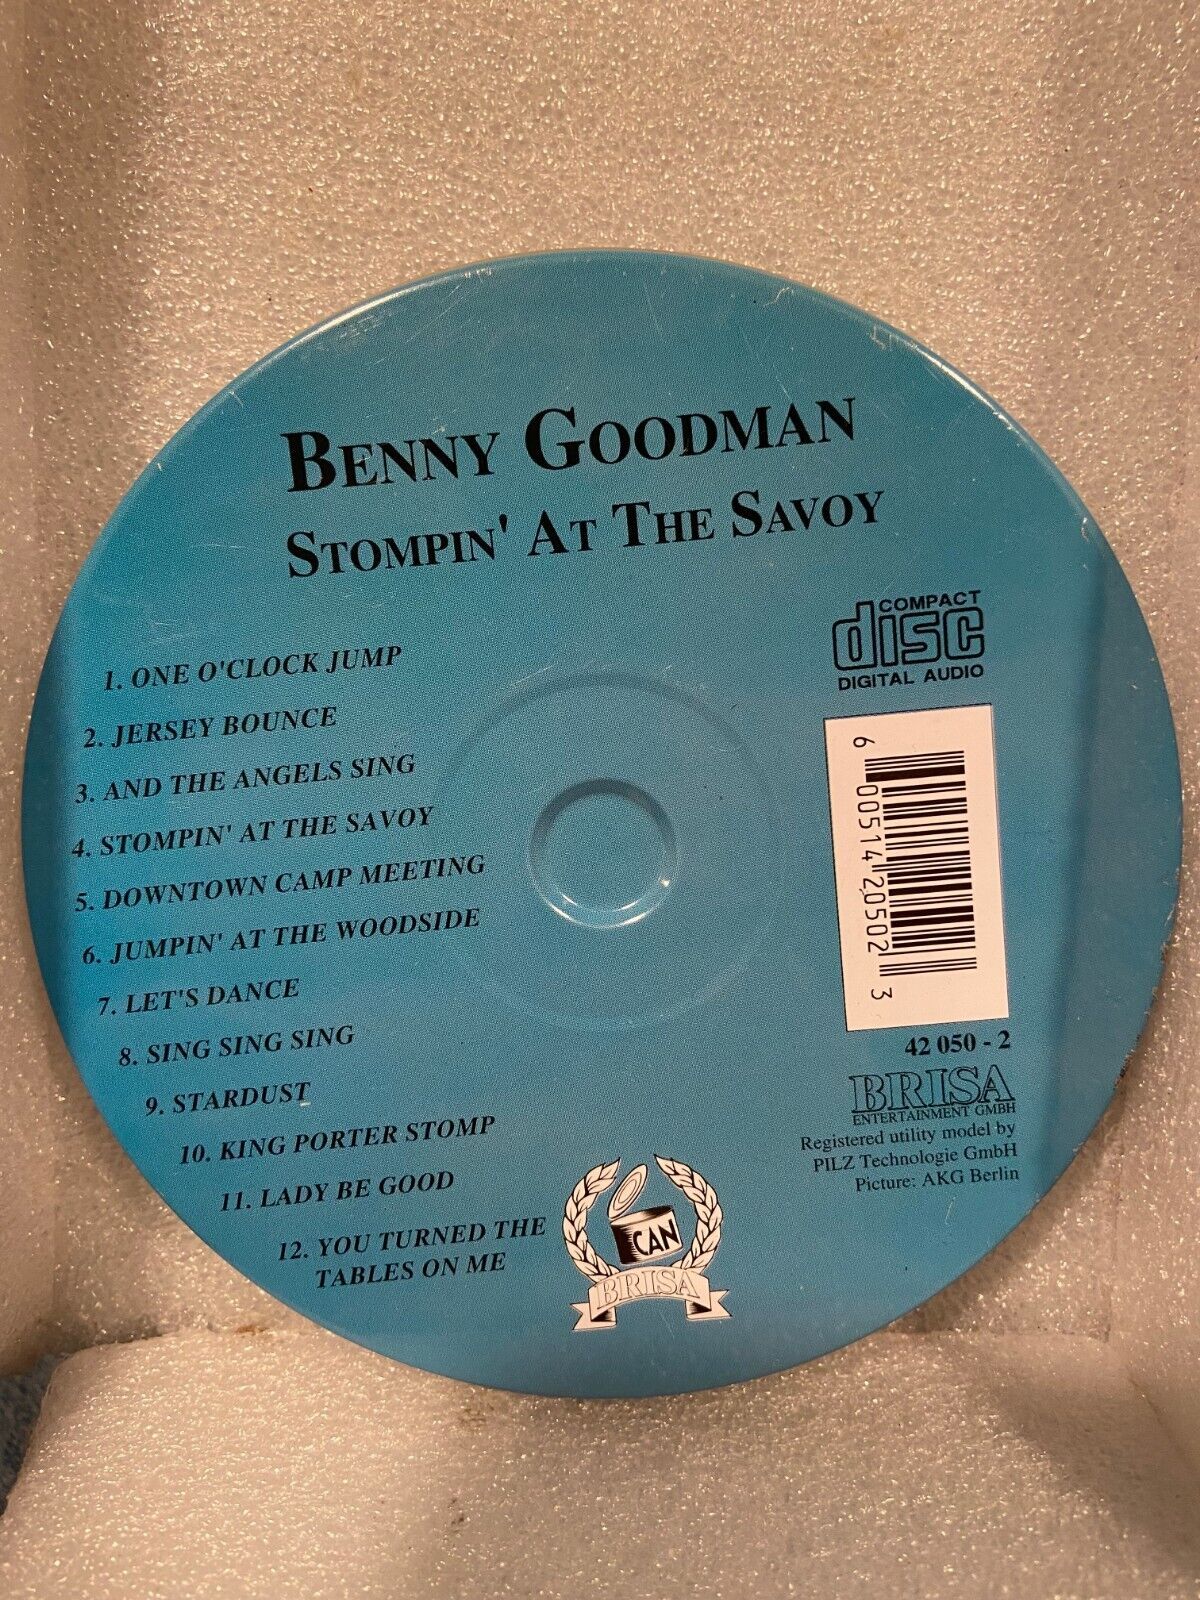 BENNY GOODMAN
STOMPIN' AT THE SAVOY
COMPACT
disc
DIGITAL AUDIO
1. ONE O'CLOCK JUMP
2. JERSEY BOUNCE
3. AND THE ANGELS SING
4. STOMPIN' AT THE SAVOY
5. DOWNTOWN CAMP MEETING
6. JUMPIN' AT THE WOODSIDE
7. LET'S DANCE
8. SING SING SING
9. STARDUST
10. KING PORTER STOMP
11. LADY BE GOOD
12. YOU TURNED THE
TABLES ON ME
6 00514 20502 3
42 050 - 2
BRISA
ENTERTAINMENT GMBH
Registered utility model by
PILZ Technologie GmbH
Picture: AKG Berlin
CAN
BRISA